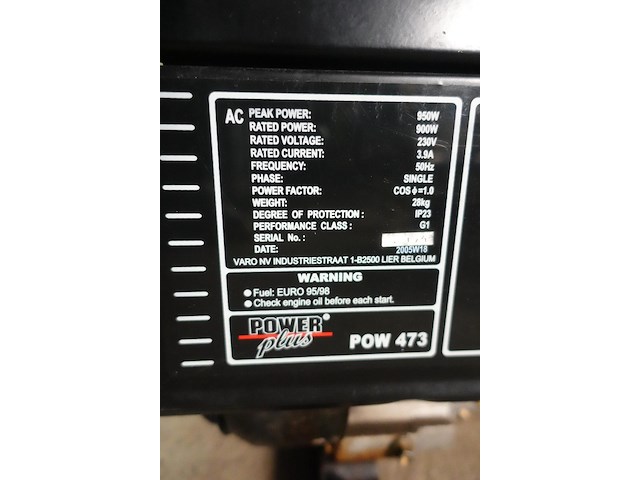 AC PEAK POWER: 950W
RATED POWER: 900W
RATED VOLTAGE: 230V
RATED CURRENT: 3.9A
FREQUENCY: 50Hz
PHASE: SINGLE
POWER FACTOR: COS ϕ=1.0
WEIGHT: 28kg
DEGREE OF PROTECTION : IP23
PERFORMANCE CLASS : G1
SERIAL No. :
DATE: 2005W18
VARO NV INDUSTRIESTRAAT 1-B2500 LIER BELGIUM
WARNING
● Fuel: EURO 95/98
● Check engine oil before each start.
POWER ®
plus
POW 473